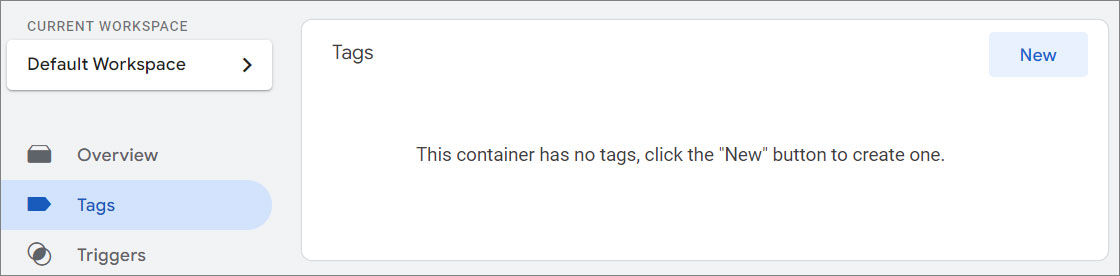 CURRENT WORKSPACE
Default Workspace
Overview
Tags
Triggers
Tags
New
This container has no tags, click the "New" button to create one.